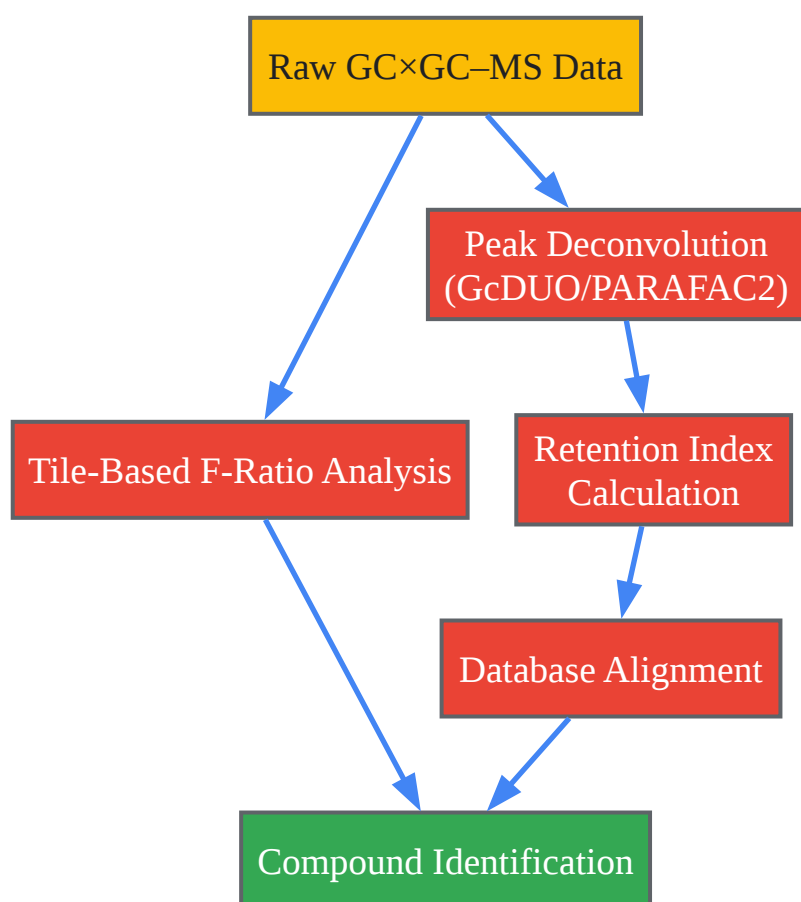 Raw GC×GC–MS Data
Peak Deconvolution
(GcDUO/PARAFAC2)
Tile-Based F-Ratio Analysis
Retention Index
Calculation
Database Alignment
Compound Identification